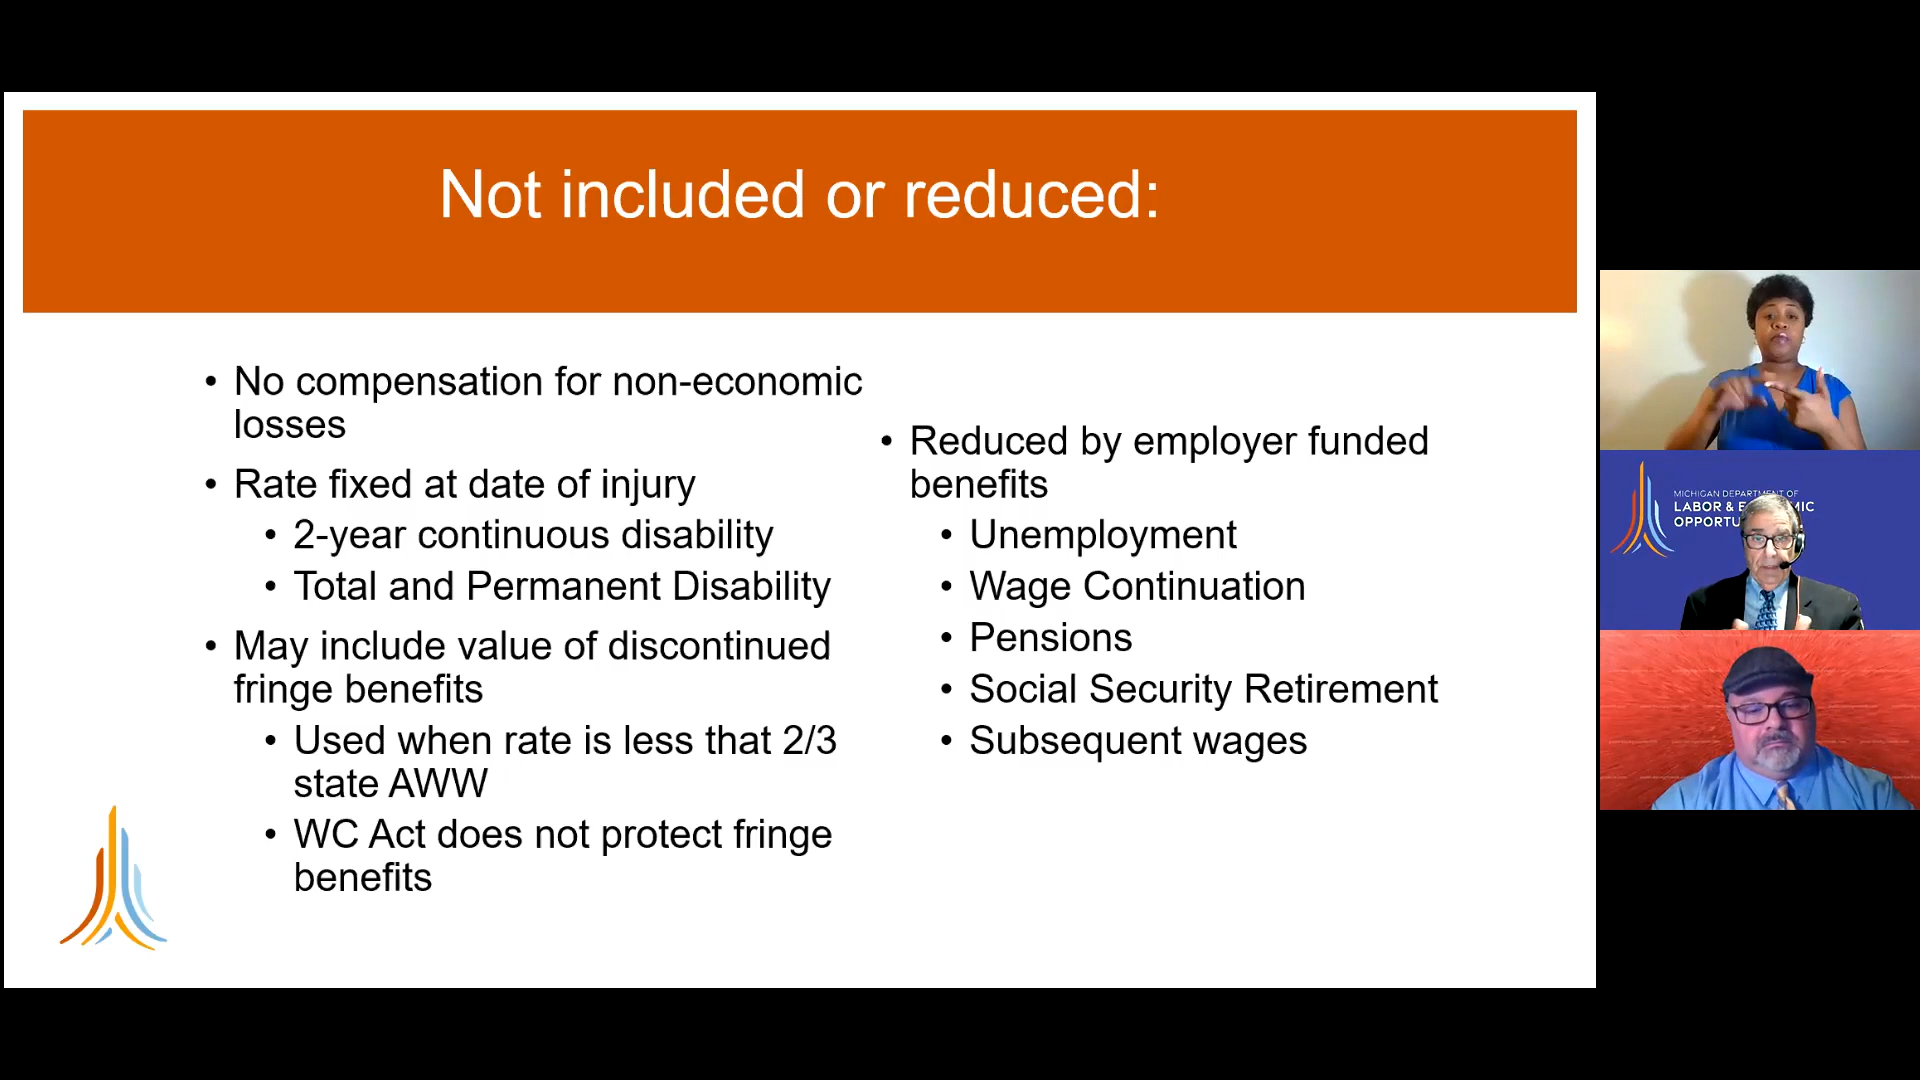 Not included or reduced:
• No compensation for non-economic
losses
• Rate fixed at date of injury
• 2-year continuous disability
• Total and Permanent Disability
• May include value of discontinued
fringe benefits
• Used when rate is less that 2/3
state AWW
• WC Act does not protect fringe
benefits
• Reduced by employer funded
benefits
• Unemployment
• Wage Continuation
• Pensions
• Social Security Retirement
• Subsequent wages
MICHIGAN DEPARTMENT OF
LABOR &